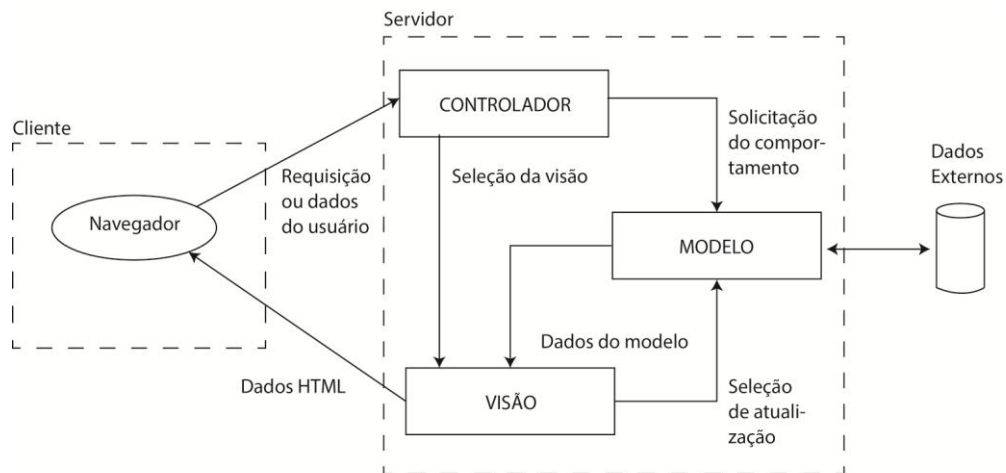 Servidor
CONTROLADOR
Cliente
Solicitação
do compor-
tamento
Dados
Externos
Requisição
ou dados
do usuário
Seleção da visão
Navegador
MODELO
Dados do modelo
Dados HTML
VISÃO
Seleção
de atuali-
zação